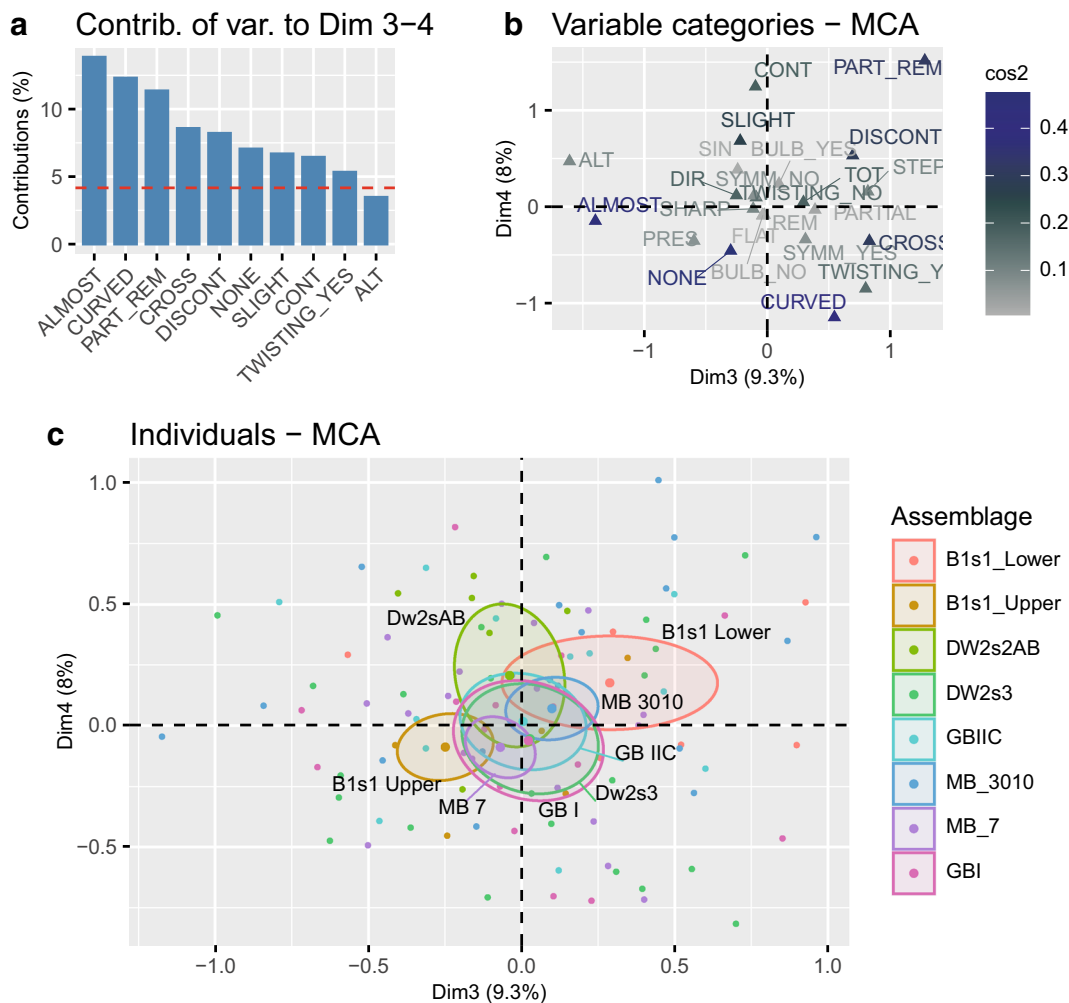 a Contrib. of var. to Dim 3−4
Contributions (%)
10
5
0
ALMOST
CURVED
PART_REM
CROSS
DISCONT
NONE
SLIGHT
CONT
TWISTING_YES
ALT
b Variable categories − MCA
CONT
PART_REM
SLIGHT
DISCONT
SIN
BULB_YES
ALT
STEP
DIR
SYMM_NO
TOT
TWISTING_NO
ALMOST
SHARP
REM
PARTIAL
PRES
FLAT
CROSS
SYMM_YES
NONE
BULB_NO
TWISTING_Y
CURVED
Dim4 (8%)
1
0
−1
−1
0
1
Dim3 (9.3%)
cos2
0.4
0.3
0.2
0.1
c Individuals − MCA
Dim4 (8%)
1.0
0.5
0.0
−0.5
Dw2sAB
B1s1 Lower
MB 3010
GB IIC
B1s1 Upper
MB 7
GB I
Dw2s3
−1.0
−0.5
0.0
0.5
1.0
Dim3 (9.3%)
Assemblage
B1s1_Lower
B1s1_Upper
DW2s2AB
DW2s3
GBIIC
MB_3010
MB_7
GBI